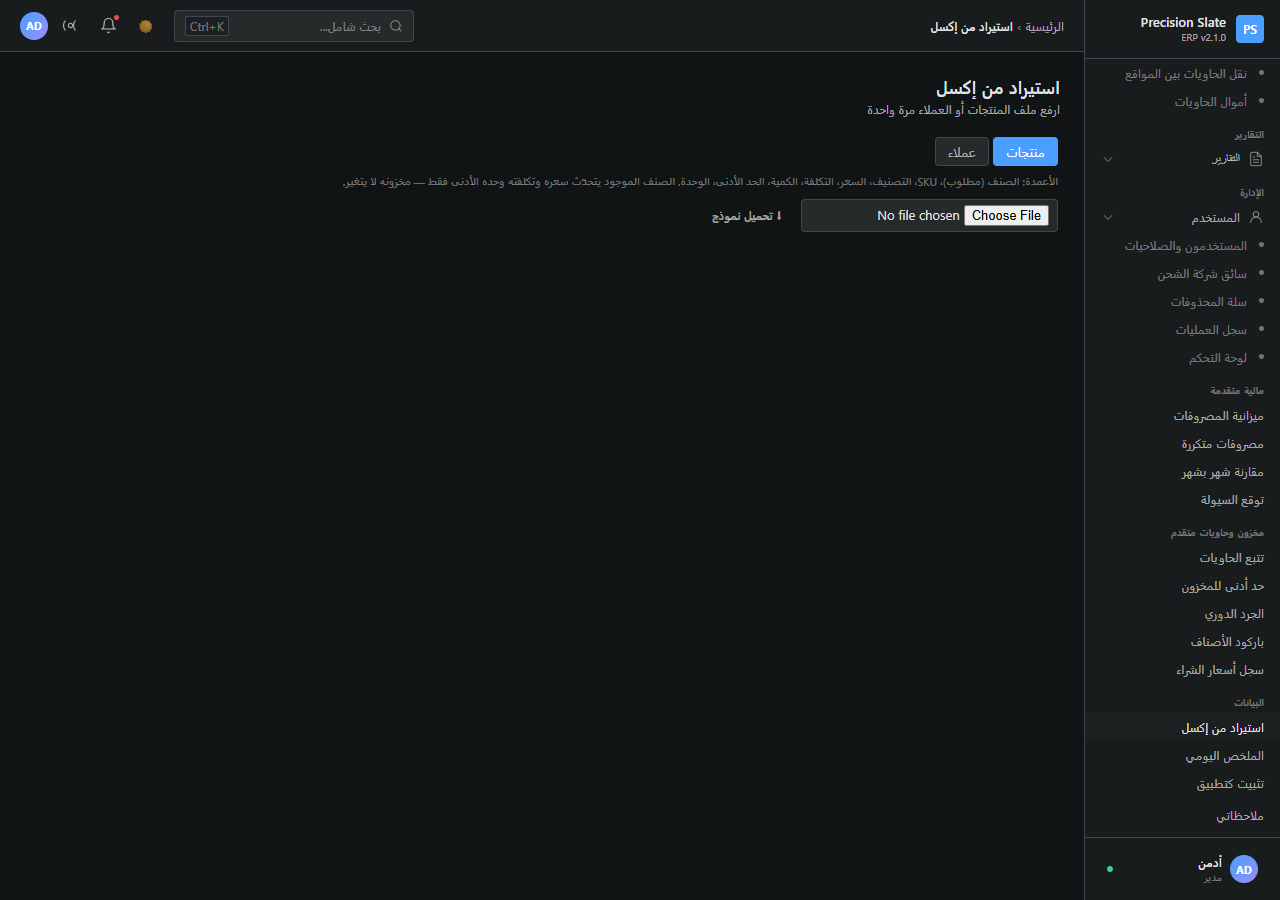 PS
Precision Slate
ERP v2.1.0
الرئيسية › استيراد من إكسل
بحث شامل...
Ctrl+K
AD
نقل الحاويات بين المواقع
أموال الحاويات
التقارير
التقارير
الإدارة
المستخدم
المستخدمون والصلاحيات
سائق شركة الشحن
سلة المحذوفات
سجل العمليات
لوحة التحكم
مالية متقدمة
ميزانية المصروفات
مصروفات متكررة
مقارنة شهر بشهر
توقع السيولة
مخزون وحاويات متقدم
تتبع الحاويات
حد أدنى للمخزون
الجرد الدوري
باركود الأصناف
سجل أسعار الشراء
البيانات
استيراد من إكسل
الملخص اليومي
تثبيت كتطبيق
ملاحظاتي
AD
أدمن
مدير
استيراد من إكسل
ارفع ملف المنتجات أو العملاء مرة واحدة
منتجات
عملاء
الأعمدة: الصنف (مطلوب)، SKU، التصنيف، السعر، التكلفة، الكمية، الحد الأدنى، الوحدة. الصنف الموجود يتحدّث سعره وتكلفته وحده الأدنى فقط — مخزونه لا يتغير.
Choose File No file chosen
⬇ تحميل نموذج